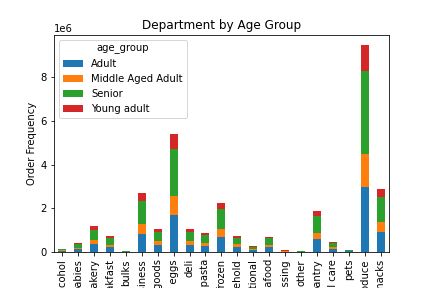 Department by Age Group
1e6
age_group
Adult
Middle Aged Adult
Senior
Young adult
Order Frequency
8
6
4
2
0
cohol
abies
akery
kfast
bulks
iness
goods
eggs
deli
pasta
rozen
ehold
tional
afood
ssing
other
antry
l care
pets
duce
nacks